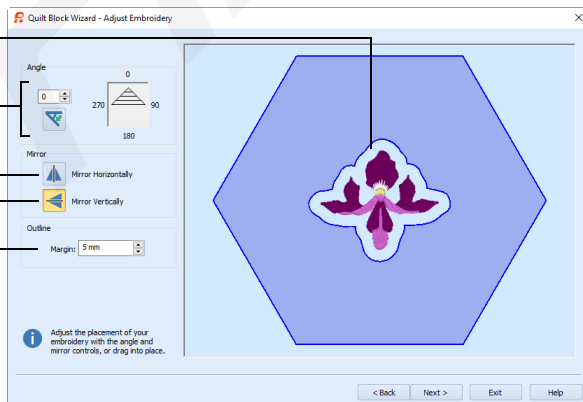 Quilt Block Wizard - Adjust Embroidery
Angle
0
0
270
90
180
Mirror
Mirror Horizontally
Mirror Vertically
Outline
Margin: 5 mm
Adjust the placement of your
embroidery with the angle and
mirror controls, or drag into place.
< Back Next > Exit Help